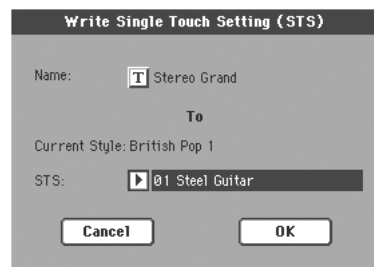 Write Single Touch Setting (STS)
Name: T Stereo Grand
To
Current Style: British Pop 1
STS: 01 Steel Guitar
Cancel OK